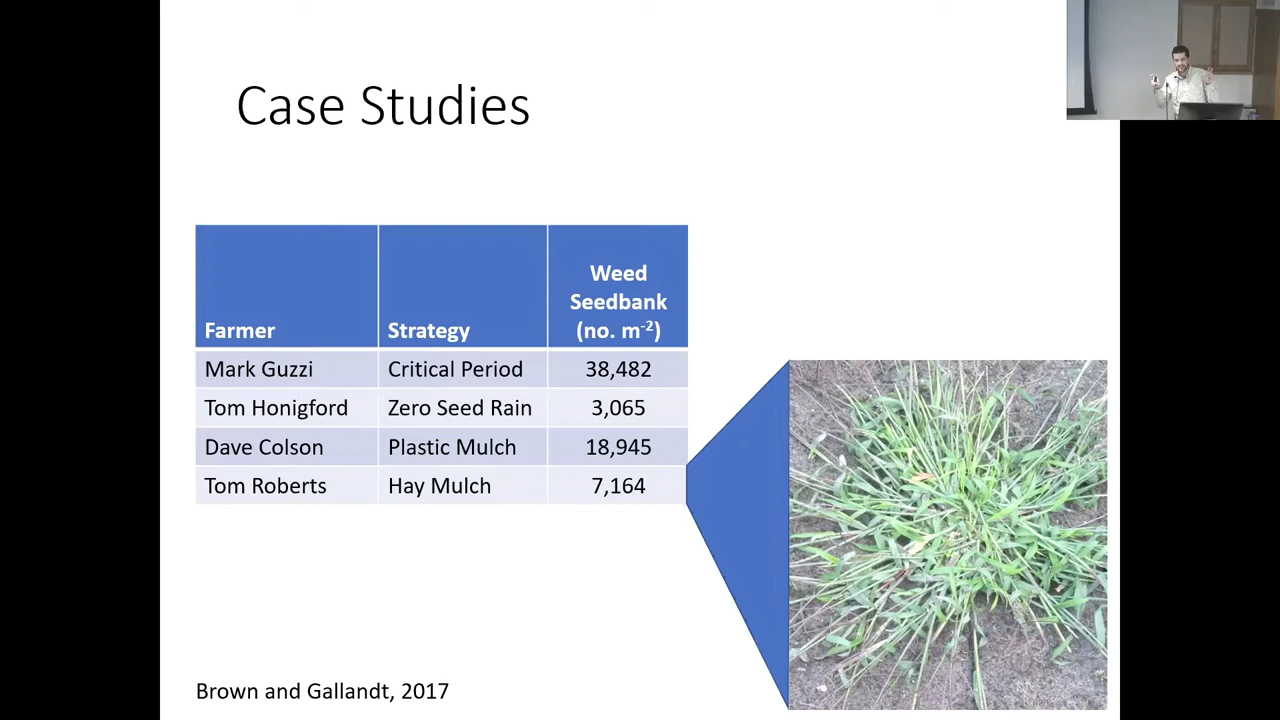 Case Studies
Farmer
Strategy
Weed
Seedbank
(no. m-2)
Mark Guzzi Critical Period 38,482
Tom Honigford Zero Seed Rain 3,065
Dave Colson Plastic Mulch 18,945
Tom Roberts Hay Mulch 7,164
Brown and Gallandt, 2017